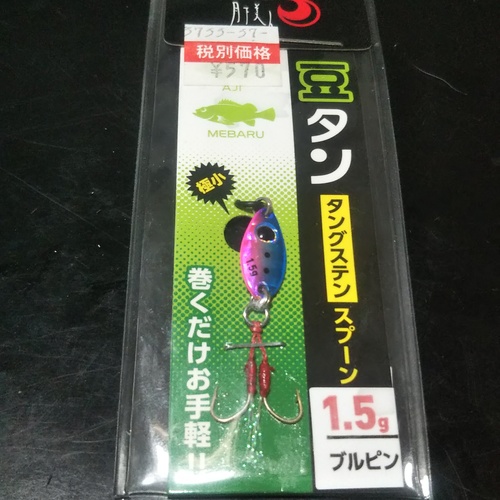 税別価格
¥570
AJI
MEBARU
豆タン
極小
タングステン スプーン
1.5g
巻くだけお手軽!!
1.5g
ブルピン